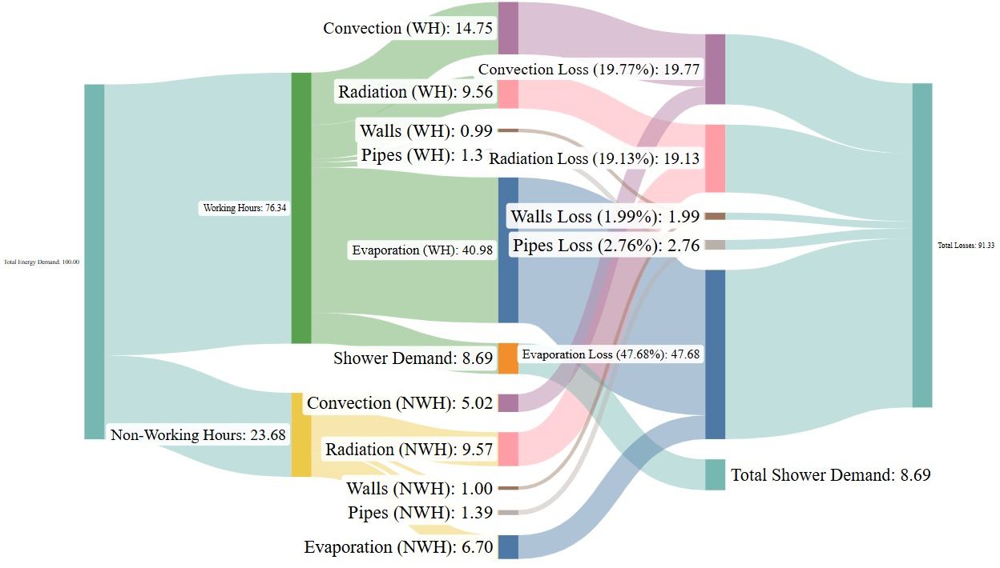 Total Energy Demand: 100.00
Working Hours: 76.34
Non-Working Hours: 23.68
Convection (WH): 14.75
Radiation (WH): 9.56
Walls (WH): 0.99
Pipes (WH): 1.3
Evaporation (WH): 40.98
Shower Demand: 8.69
Convection (NWH): 5.02
Radiation (NWH): 9.57
Walls (NWH): 1.00
Pipes (NWH): 1.39
Evaporation (NWH): 6.70
Convection Loss (19.77%): 19.77
Radiation Loss (19.13%): 19.13
Walls Loss (1.99%): 1.99
Pipes Loss (2.76%): 2.76
Evaporation Loss (47.68%): 47.68
Total Shower Demand: 8.69
Total Losses: 91.33